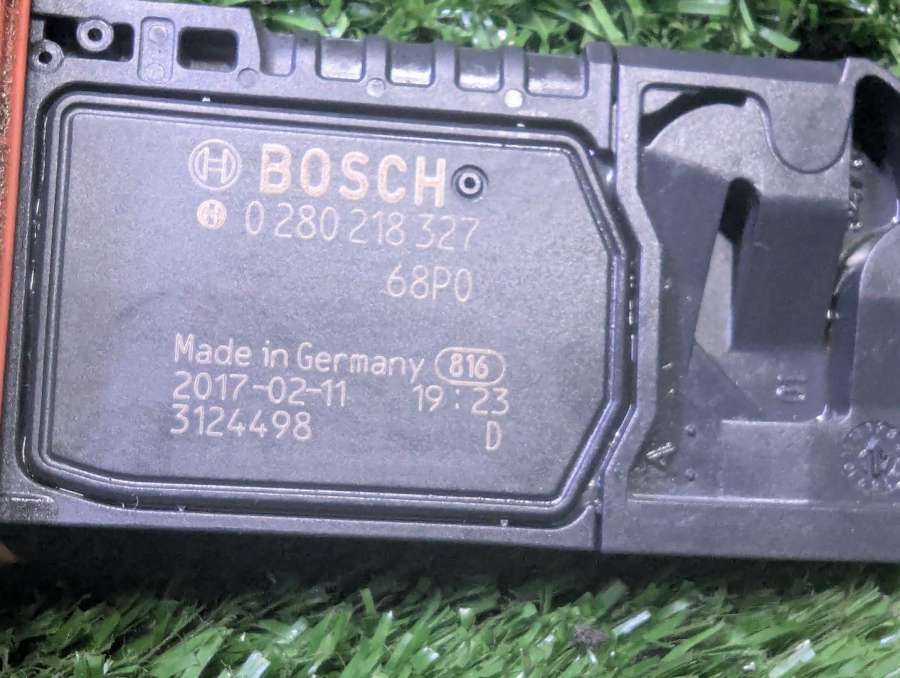 BOSCH
0 280 218 327
68P0
Made in Germany 816
2017-02-11 19:23
3124498 D